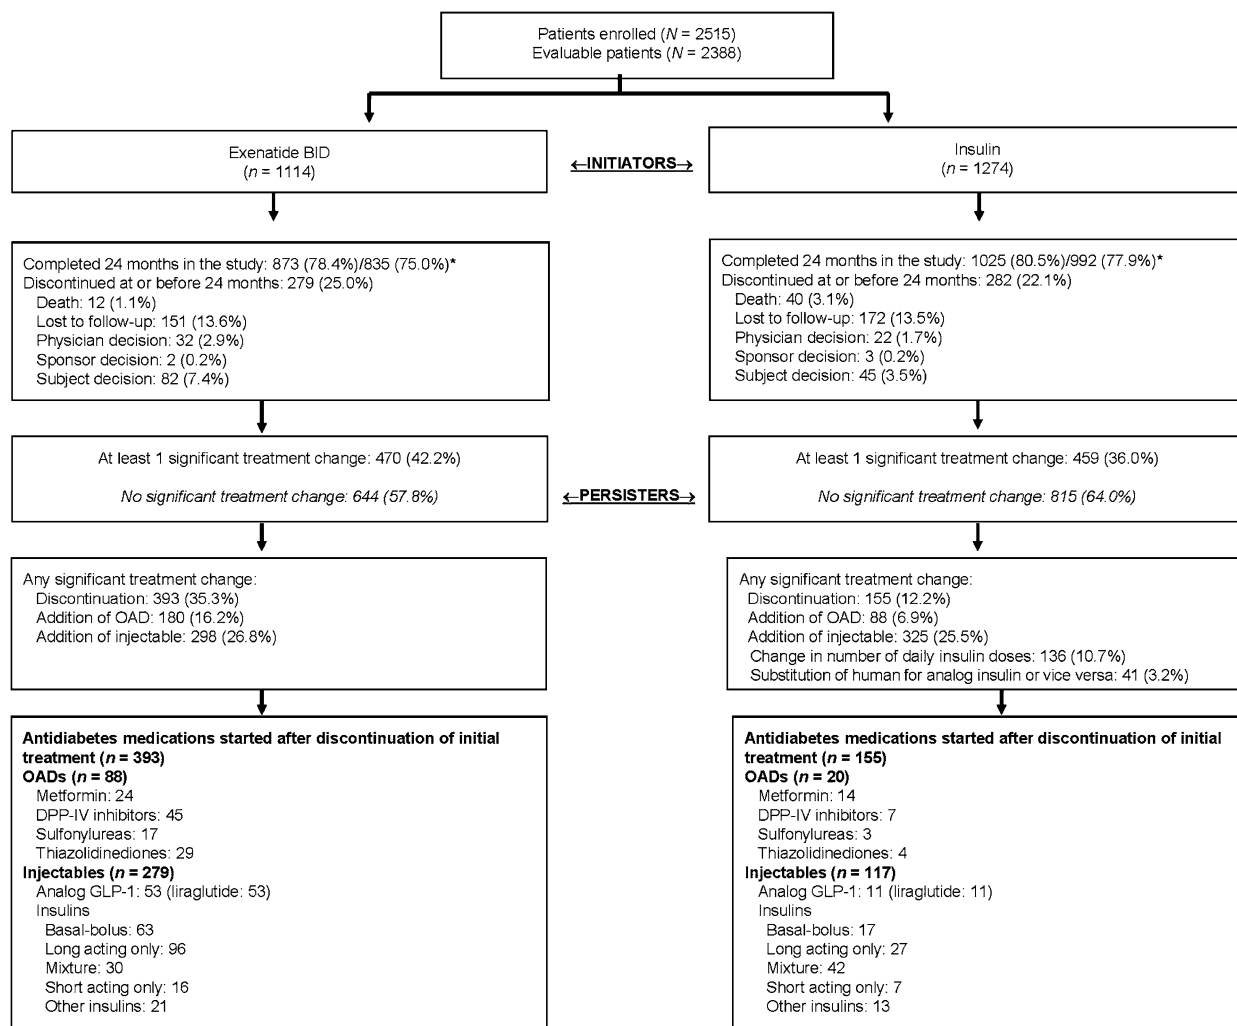 Patients enrolled (N = 2515)
Evaluable patients (N = 2388)
Exenatide BID
(n = 1114)
←INITIATORS→
Insulin
(n = 1274)
Completed 24 months in the study: 873 (78.4%)/835 (75.0%)*
Discontinued at or before 24 months: 279 (25.0%)
Death: 12 (1.1%)
Lost to follow-up: 151 (13.6%)
Physician decision: 32 (2.9%)
Sponsor decision: 2 (0.2%)
Subject decision: 82 (7.4%)
Completed 24 months in the study: 1025 (80.5%)/992 (77.9%)*
Discontinued at or before 24 months: 282 (22.1%)
Death: 40 (3.1%)
Lost to follow-up: 172 (13.5%)
Physician decision: 22 (1.7%)
Sponsor decision: 3 (0.2%)
Subject decision: 45 (3.5%)
At least 1 significant treatment change: 470 (42.2%)
No significant treatment change: 644 (57.8%)
←PERSISTERS→
At least 1 significant treatment change: 459 (36.0%)
No significant treatment change: 815 (64.0%)
Any significant treatment change:
Discontinuation: 393 (35.3%)
Addition of OAD: 180 (16.2%)
Addition of injectable: 298 (26.8%)
Any significant treatment change:
Discontinuation: 155 (12.2%)
Addition of OAD: 88 (6.9%)
Addition of injectable: 325 (25.5%)
Change in number of daily insulin doses: 136 (10.7%)
Substitution of human for analog insulin or vice versa: 41 (3.2%)
Antidiabetes medications started after discontinuation of initial
treatment (n = 393)
OADs (n = 88)
Metformin: 24
DPP-IV inhibitors: 45
Sulfonylureas: 17
Thiazolidinediones: 29
Injectables (n = 279)
Analog GLP-1: 53 (liraglutide: 53)
Insulins
Basal-bolus: 63
Long acting only: 96
Mixture: 30
Short acting only: 16
Other insulins: 21
Antidiabetes medications started after discontinuation of initial
treatment (n = 155)
OADs (n = 20)
Metformin: 14
DPP-IV inhibitors: 7
Sulfonylureas: 3
Thiazolidinediones: 4
Injectables (n = 117)
Analog GLP-1: 11 (liraglutide: 11)
Insulins
Basal-bolus: 17
Long acting only: 27
Mixture: 42
Short acting only: 7
Other insulins: 13